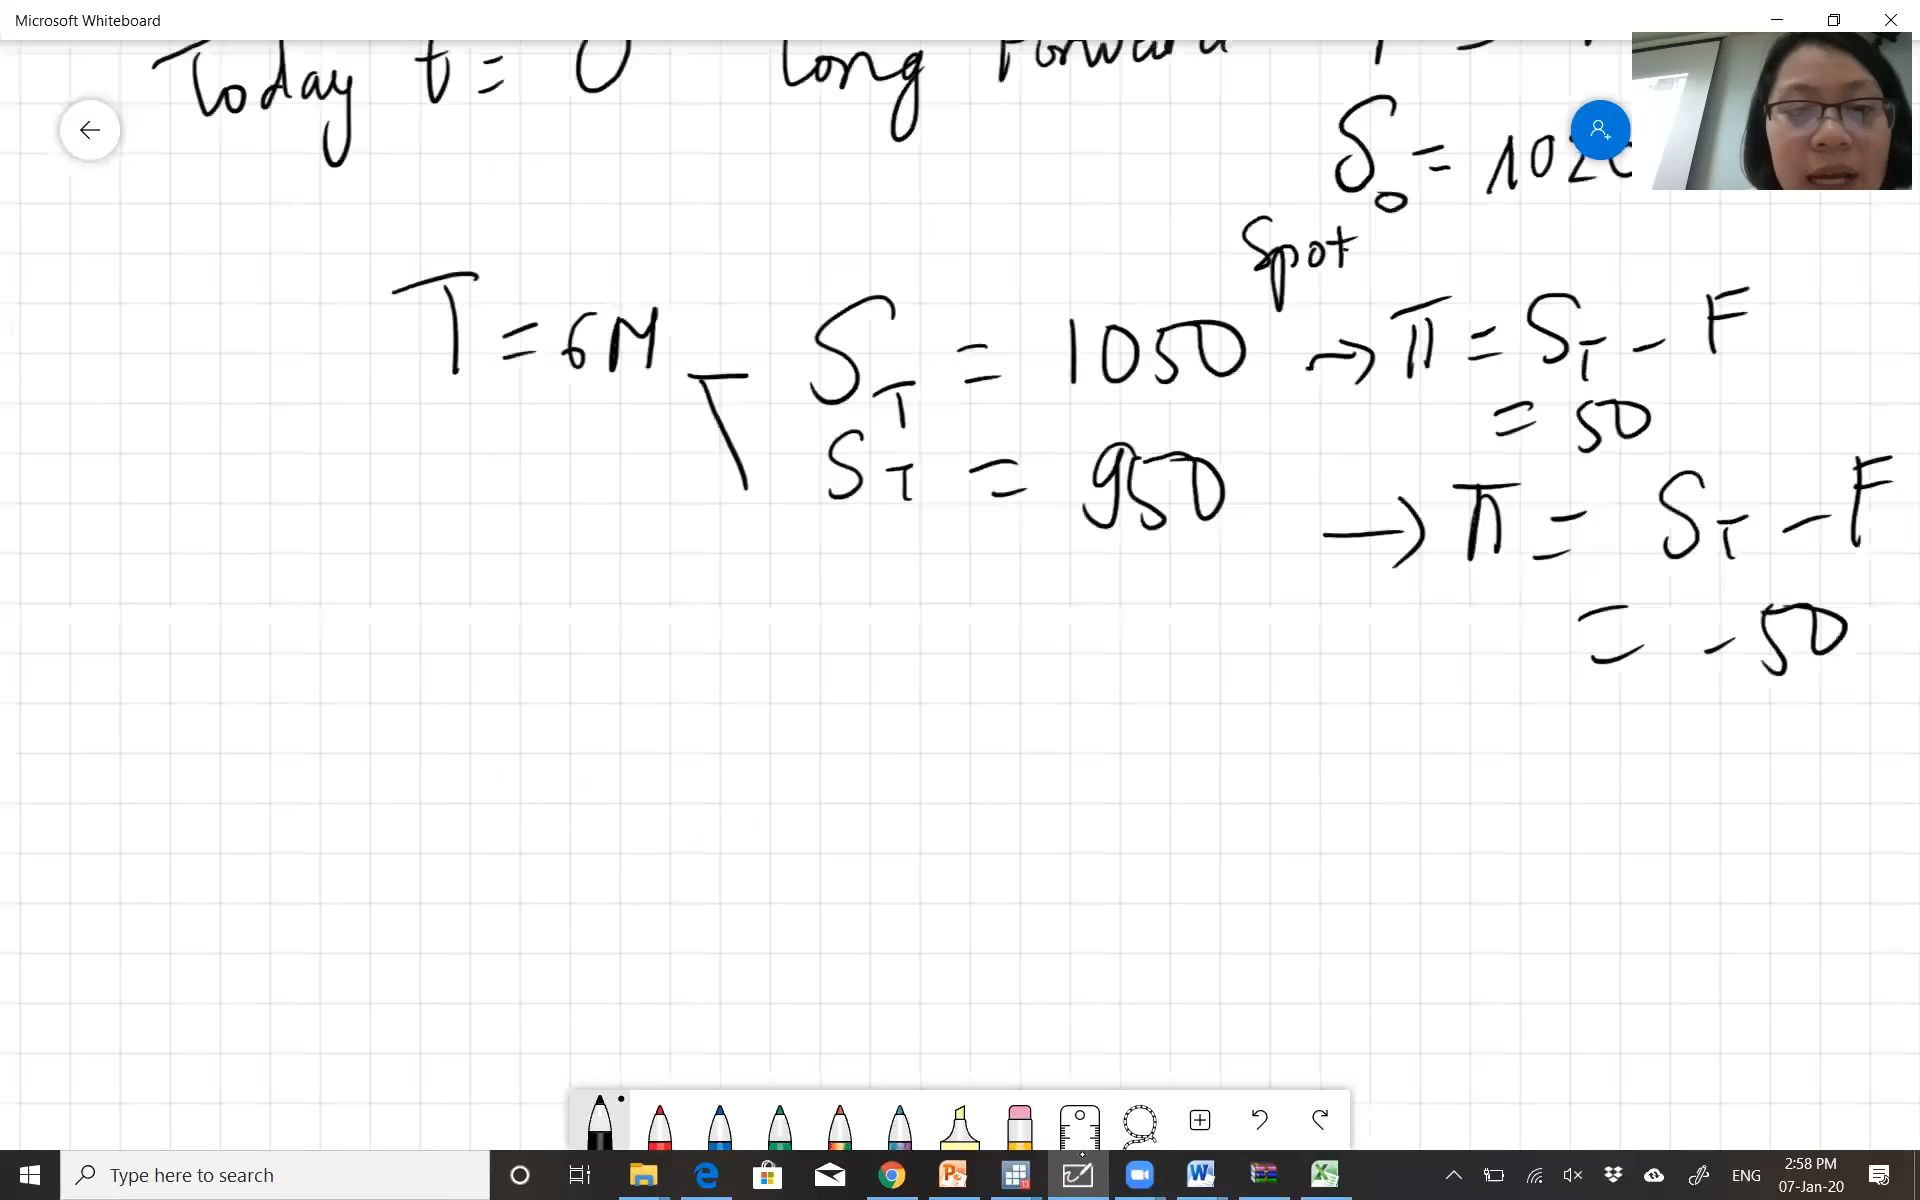 Microsoft Whiteboard
Today t = 0 Long Forward
S₀ = 102
Spot
T = 6M S_T = 1050 → π = S_T - F
= 50
S_T = 950 → π = S_T - F
= - 50
Type here to search
ENG
2:58 PM
07-Jan-20